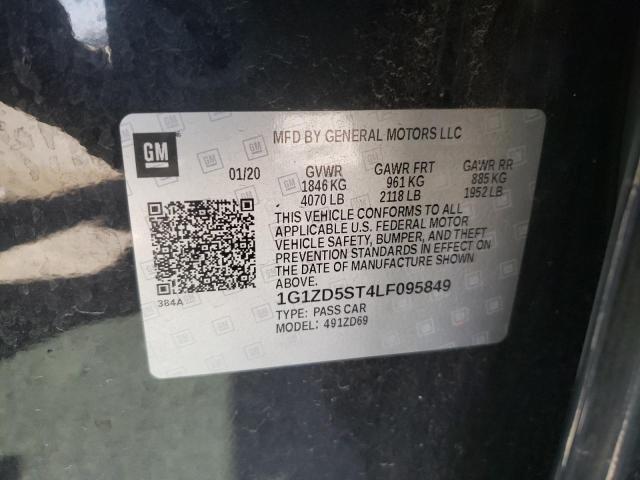 GM
MFD BY GENERAL MOTORS LLC
01/20 GVWR GAWR FRT GAWR RR
1846 KG 961 KG 885 KG
4070 LB 2118 LB 1952 LB
THIS VEHICLE CONFORMS TO ALL
APPLICABLE U.S. FEDERAL MOTOR
VEHICLE SAFETY, BUMPER, AND THEFT
PREVENTION STANDARDS IN EFFECT ON
THE DATE OF MANUFACTURE SHOWN
ABOVE.
384A
1G1ZD5ST4LF095849
TYPE: PASS CAR
MODEL: 491ZD69